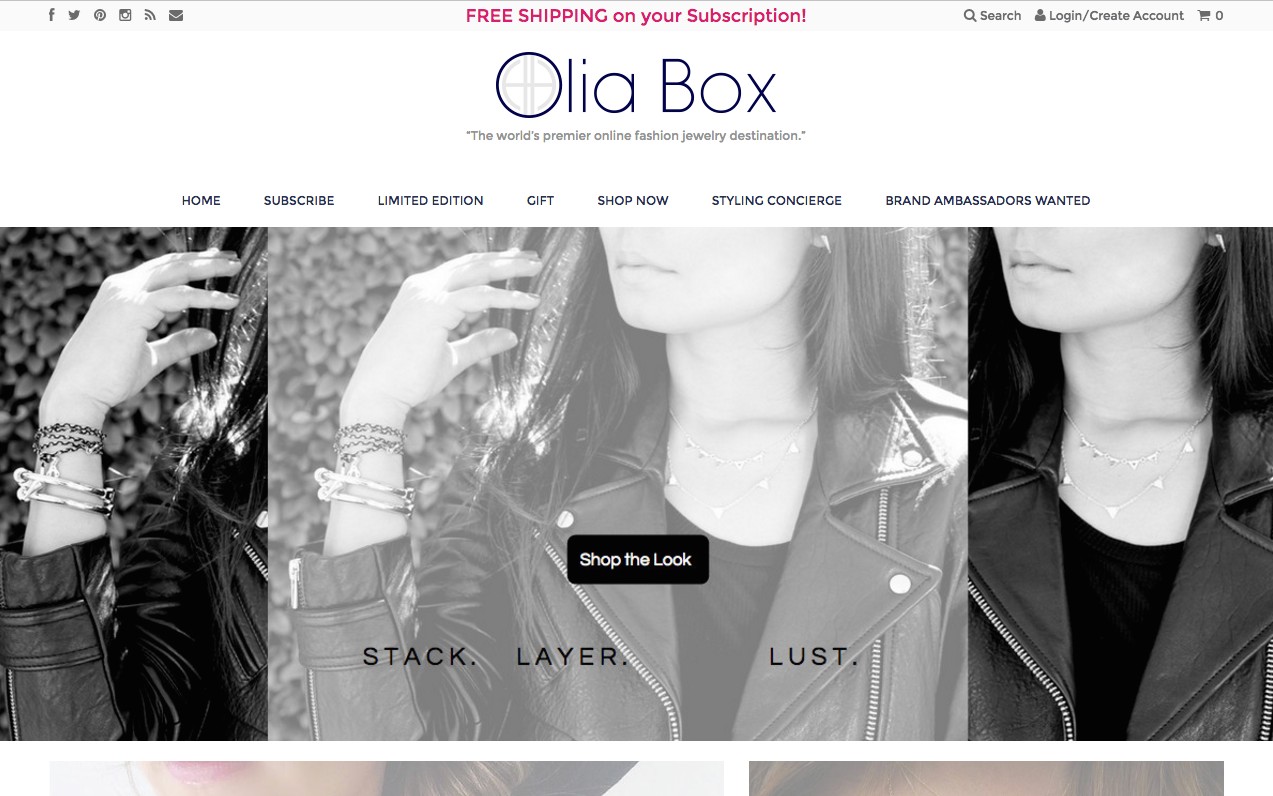 FREE SHIPPING on your Subscription!
Search Login/Create Account 0
Olia Box
“The world's premier online fashion jewelry destination.”
HOME SUBSCRIBE LIMITED EDITION GIFT SHOP NOW STYLING CONCIERGE BRAND AMBASSADORS WANTED
Shop the Look
STACK. LAYER. LUST.